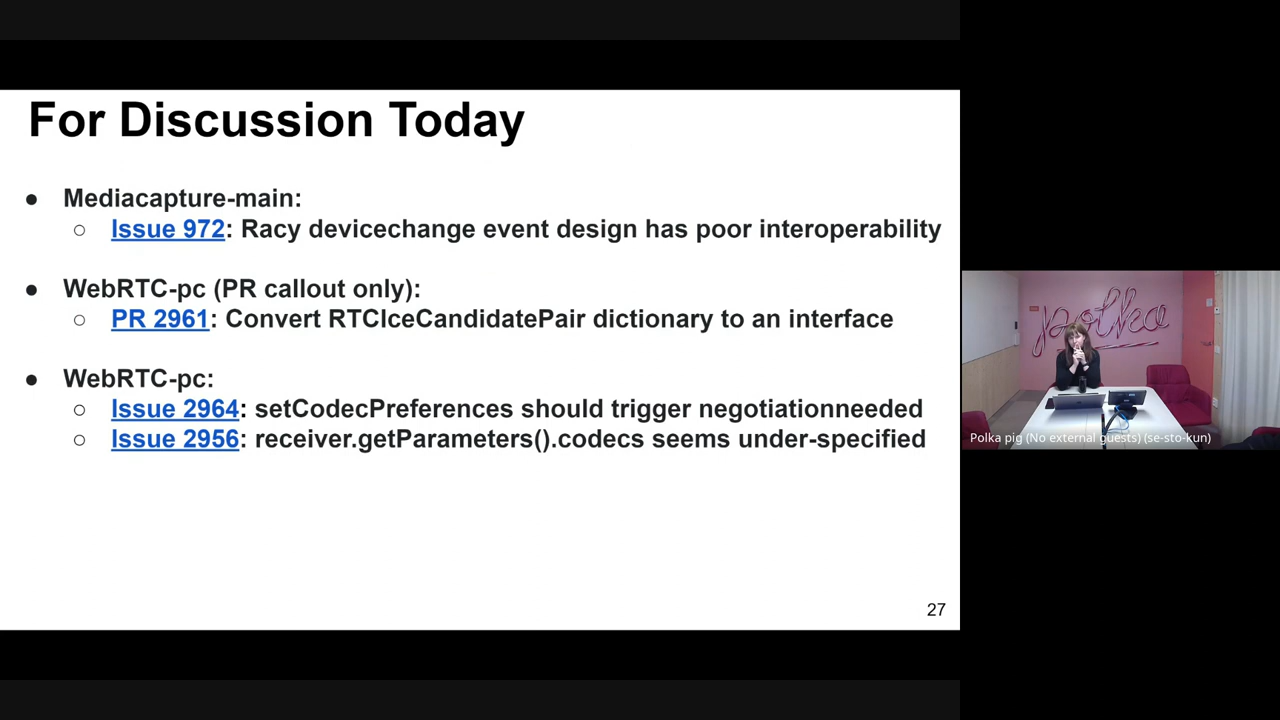 For Discussion Today
● Mediacapture-main:
○ Issue 972: Racy devicechange event design has poor interoperability
● WebRTC-pc (PR callout only):
○ PR 2961: Convert RTCIceCandidatePair dictionary to an interface
● WebRTC-pc:
○ Issue 2964: setCodecPreferences should trigger negotiationneeded
○ Issue 2956: receiver.getParameters().codecs seems under-specified
27
polka
Polka pig (No external guests) (se-sto-kun)